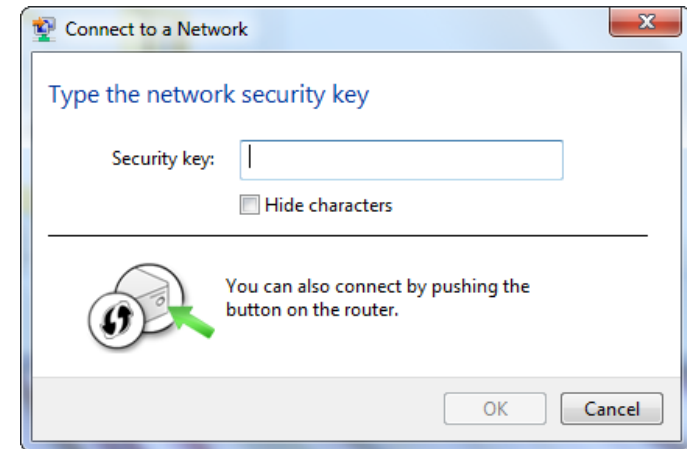 Connect to a Network
Type the network security key
Security key:
Hide characters
You can also connect by pushing the
button on the router.
OK
Cancel